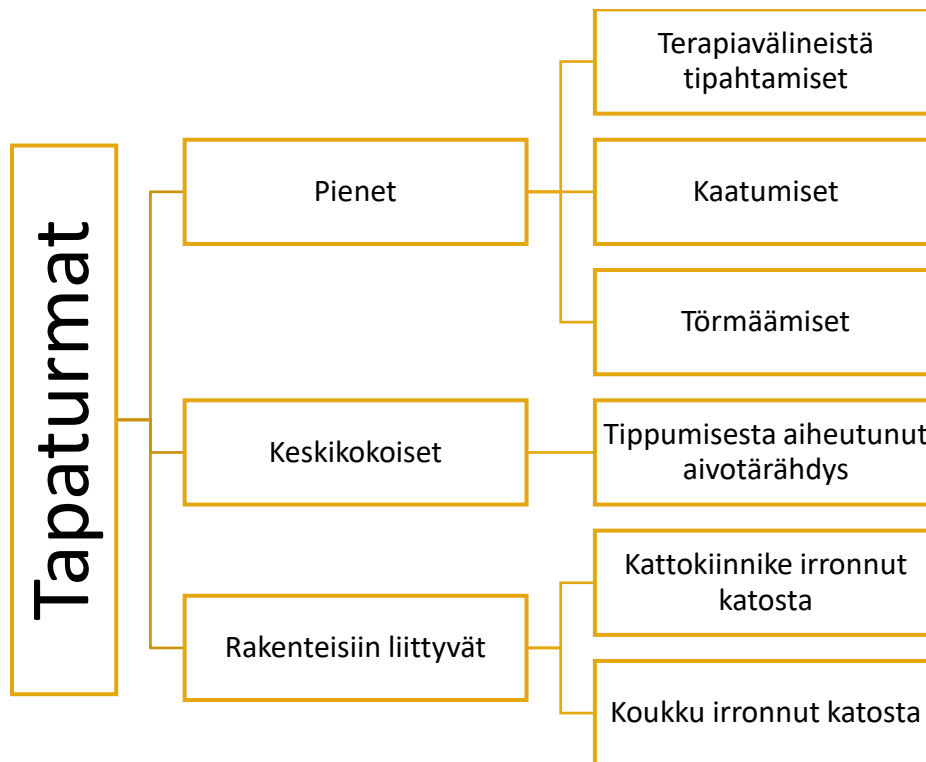 Tapaturmat
Pienet
Terapiavälineistä
tipahtamiset
Kaatumiset
Törmäämiset
Keskikokoiset
Tippumisesta aiheutunut
aivotärähdys
Rakenteisiin liittyvät
Kattokiinnike irronnut
katosta
Koukku irronnut katosta